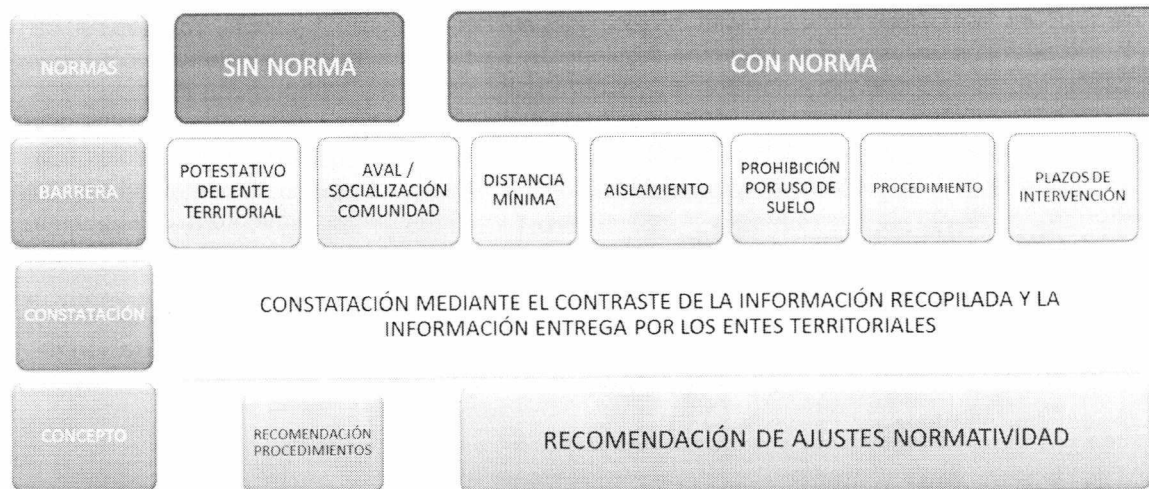 NORMAS
SIN NORMA
CON NORMA
BARRERA
POTESTATIVO
DEL ENTE
TERRITORIAL
AVAL /
SOCIALIZACIÓN
COMUNIDAD
DISTANCIA
MÍNIMA
AISLAMIENTO
PROHIBICIÓN
POR USO DE
SUELO
PROCEDIMIENTO
PLAZOS DE
INTERVENCIÓN
CONSTATACIÓN
CONSTATACIÓN MEDIANTE EL CONTRASTE DE LA INFORMACIÓN RECOPILADA Y LA
INFORMACIÓN ENTREGA POR LOS ENTES TERRITORIALES
CONCEPTO
RECOMENDACIÓN
PROCEDIMIENTOS
RECOMENDACIÓN DE AJUSTES NORMATIVIDAD